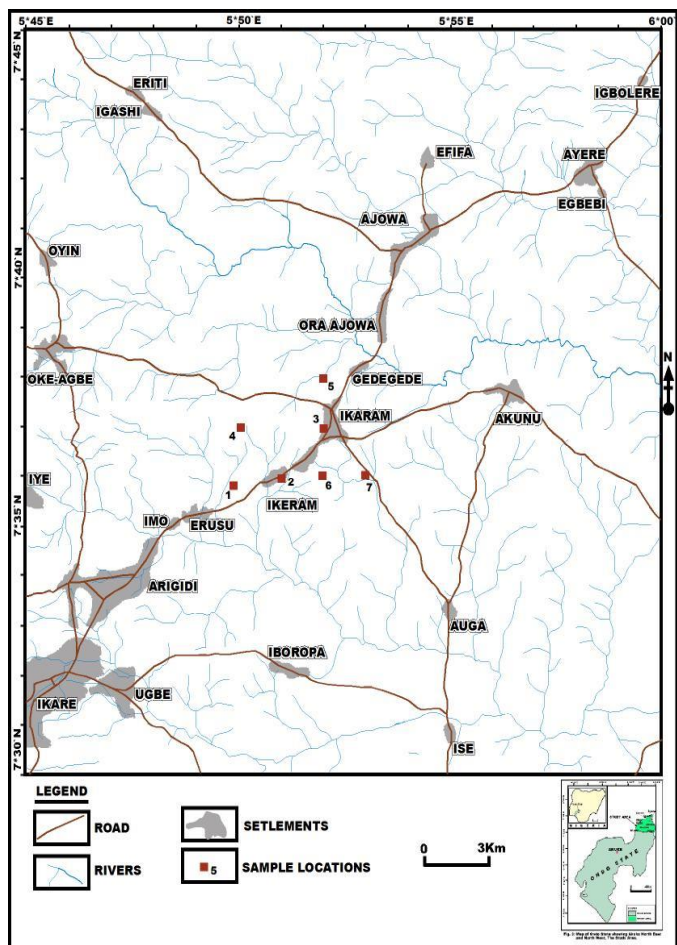 5°45'E
5°50'E
5°55'E
6°00'E
7°45'N
ERITI
IGASHI
IGBOLERE
EFIFA
AYERE
EGBEBI
AJOWA
OYIN
7°40'N
ORA AJOWA
N
OKE-AGBE
GEDEGEDE
5
IKARAM
3
AKUNU
4
IYE
1
2
6
7
IKERAM
7°35'N
IMO
ERUSU
ARIGIDI
AUGA
IBOROPA
IKARE
UGBE
7°30'N
ISE
LEGEND
ROAD
SETLEMENTS
RIVERS
5
SAMPLE LOCATIONS
0 3Km
STUDY AREA
ONDO STATE